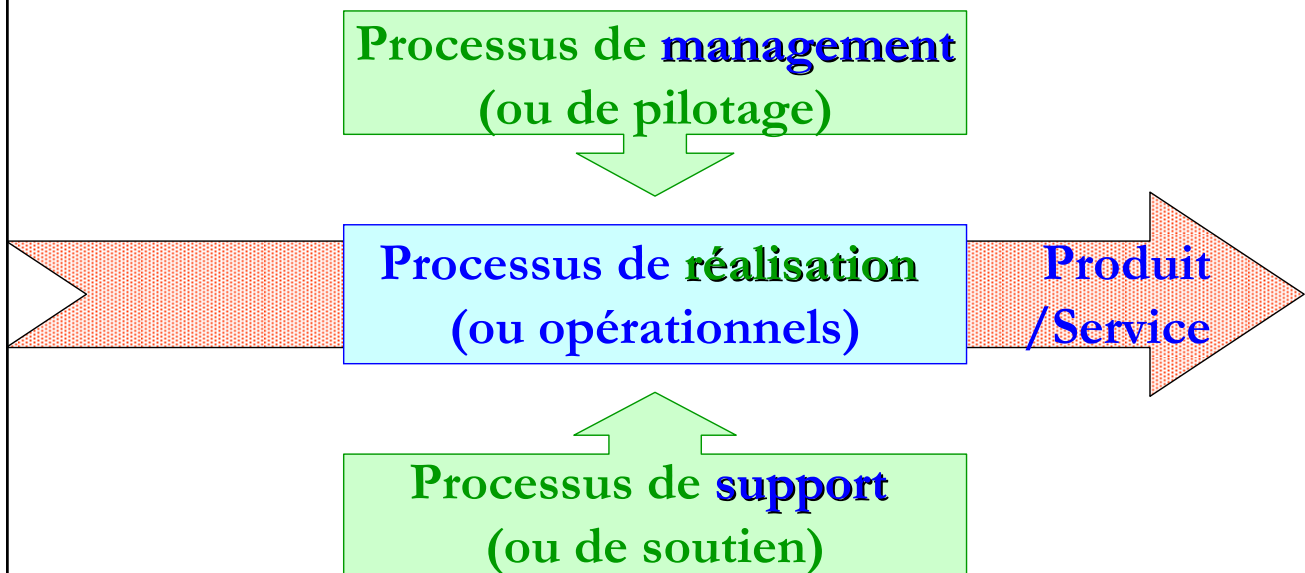 Processus de management
(ou de pilotage)
Processus de réalisation
(ou opérationnels)
Produit
/Service
Processus de support
(ou de soutien)